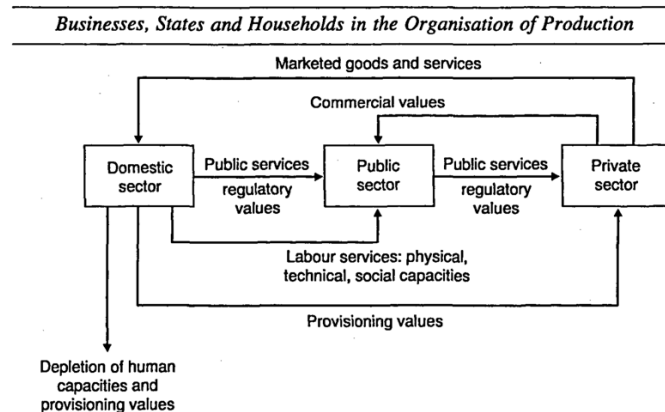 Businesses, States and Households in the Organisation of Production
Marketed goods and services
Commercial values
Domestic
sector
Public services
regulatory
values
Public
sector
Public services
regulatory
values
Private
sector
Labour services: physical,
technical, social capacities
Provisioning values
Depletion of human
capacities and
provisioning values